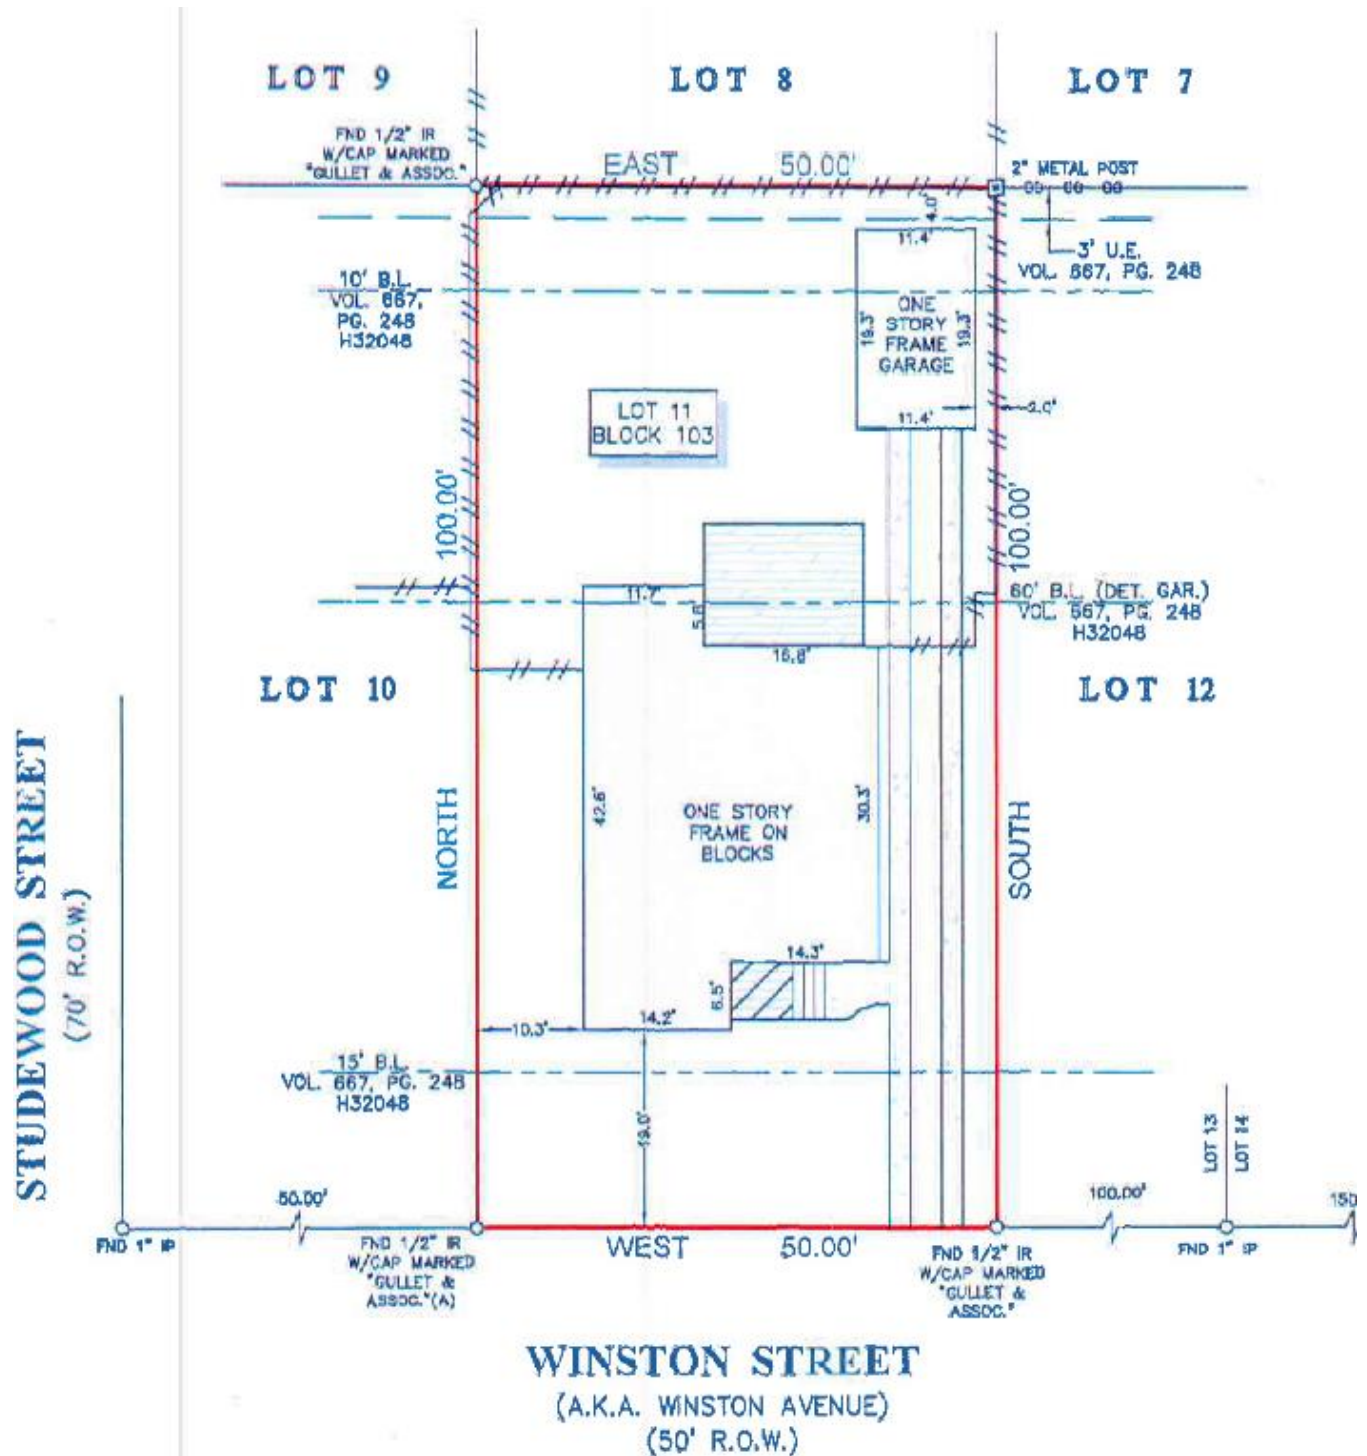 LOT 9
LOT 8
LOT 7
FND 1/2" IR
W/CAP MARKED
"GULLET & ASSOC."
EAST 50.00'
2" METAL POST
4.0'
11.4'
3' U.E.
VOL. 667, PG. 248
10' B.L.
VOL. 667,
PG. 248
H32048
ONE
STORY
FRAME
GARAGE
19.3'
19.3'
11.4'
2.0'
LOT 11
BLOCK 103
100.00'
100.00'
11.7'
16.8'
60' B.L. (DET. GAR.)
VOL. 667, PG. 248
H32048
LOT 10
LOT 12
STUDEWOOD STREET
(70' R.O.W.)
NORTH
42.6'
ONE STORY
FRAME ON
BLOCKS
30.3'
SOUTH
14.3'
6.5'
14.2'
10.3'
15' B.L.
VOL. 667, PG. 248
H32048
19.0'
LOT 13
LOT 14
50.00'
100.00'
150
FND 1" IP
FND 1/2" IR
W/CAP MARKED
"GULLET &
ASSOC."(A)
WEST 50.00'
FND 1/2" IR
W/CAP MARKED
"GULLET &
ASSOC."
FND 1" IP
WINSTON STREET
(A.K.A. WINSTON AVENUE)
(50' R.O.W.)